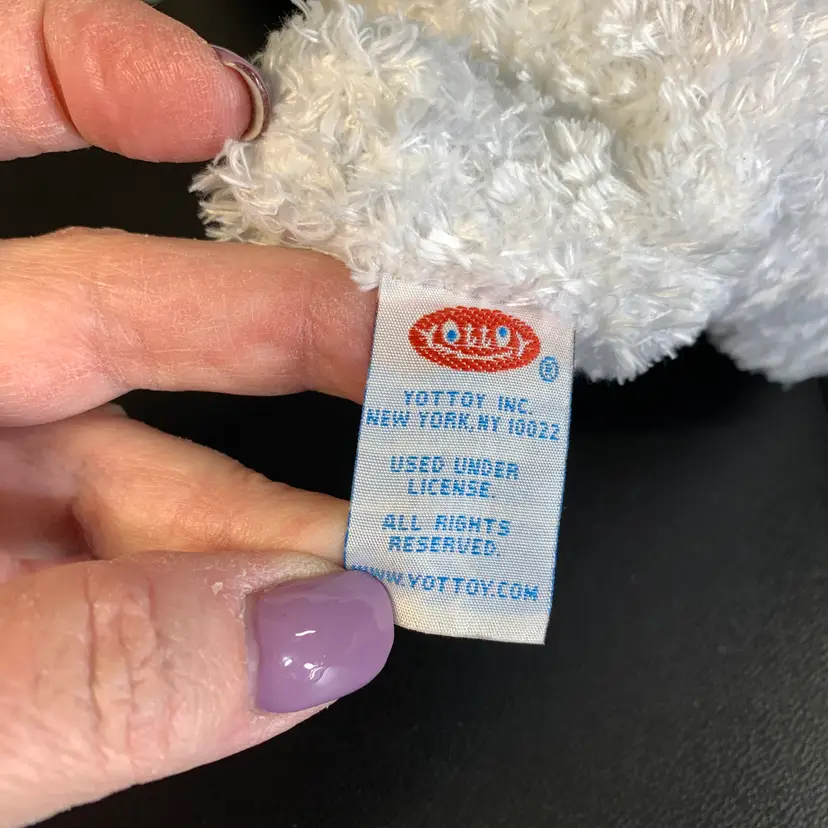 YOTTOY
®
YOTTOY INC.
NEW YORK, NY 10022
USED UNDER
LICENSE.
ALL RIGHTS
RESERVED.
WWW.YOTTOY.COM